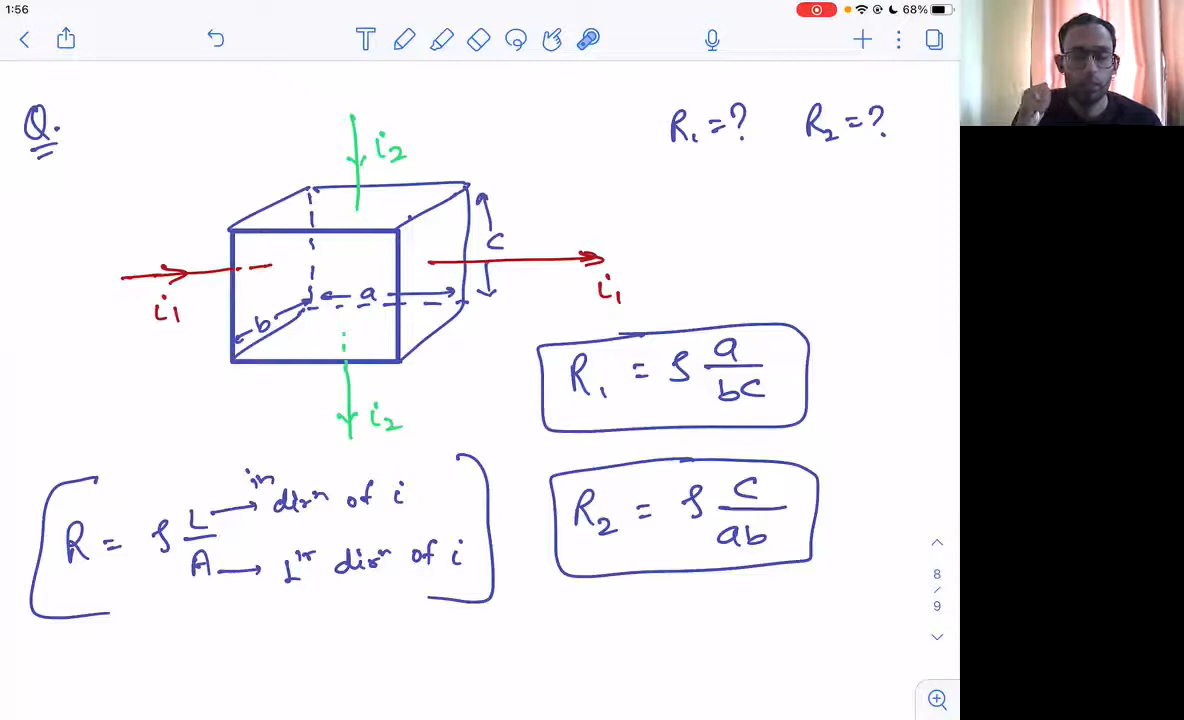 1:56
68%
T
Q.
R₁ = ?
R₂ = ?
i₂
c
a
b
i₁
i₁
i₂
R₁ = ρ a/bc
R₂ = ρ c/ab
R = ρ L/A
L → in dirⁿ of i
A → ⊥ʳ dirⁿ of i
8
/
9